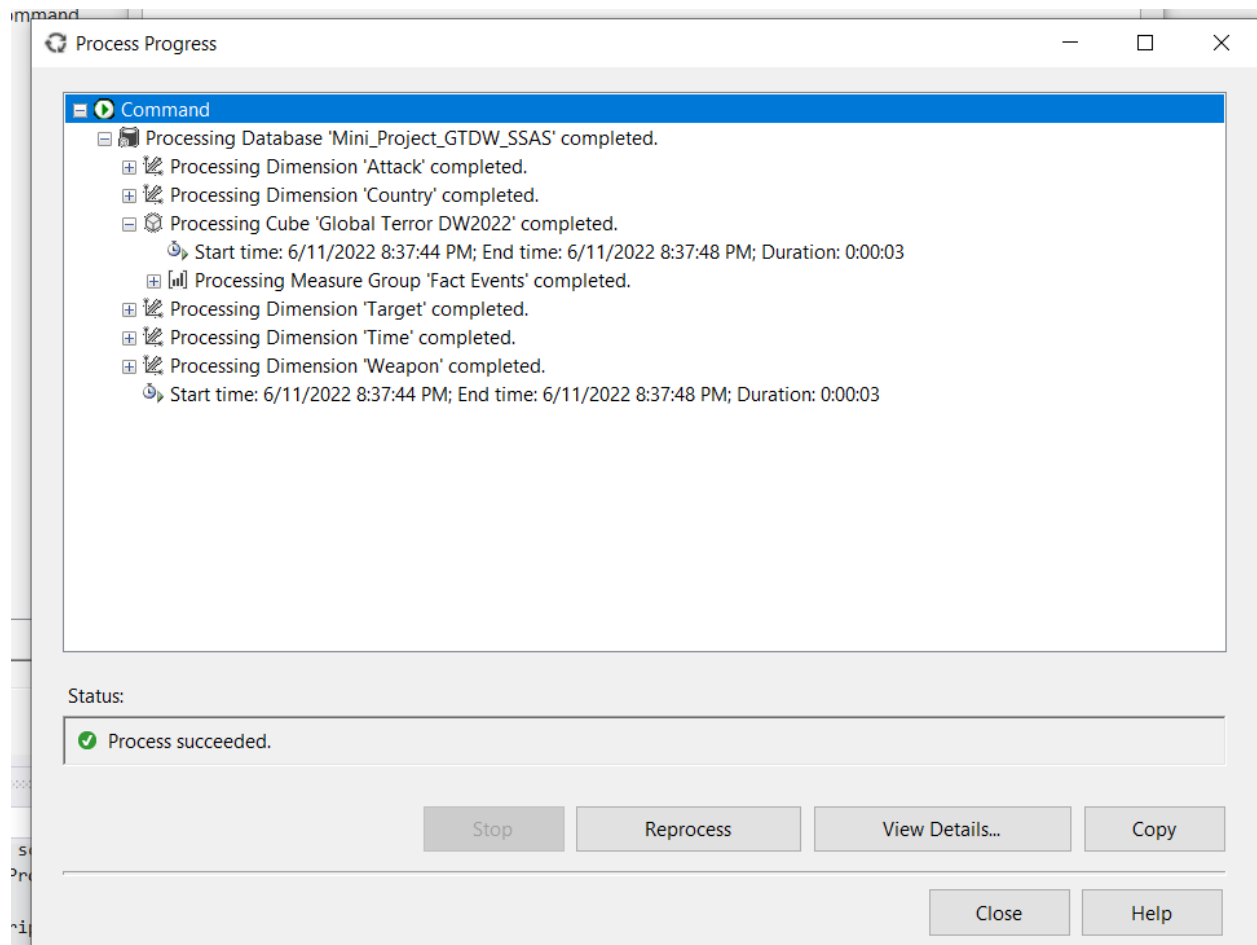 ommand
Process Progress
Command
Processing Database 'Mini_Project_GTDW_SSAS' completed.
Processing Dimension 'Attack' completed.
Processing Dimension 'Country' completed.
Processing Cube 'Global Terror DW2022' completed.
Start time: 6/11/2022 8:37:44 PM; End time: 6/11/2022 8:37:48 PM; Duration: 0:00:03
Processing Measure Group 'Fact Events' completed.
Processing Dimension 'Target' completed.
Processing Dimension 'Time' completed.
Processing Dimension 'Weapon' completed.
Start time: 6/11/2022 8:37:44 PM; End time: 6/11/2022 8:37:48 PM; Duration: 0:00:03
Status:
Process succeeded.
Stop Reprocess View Details... Copy
Close Help